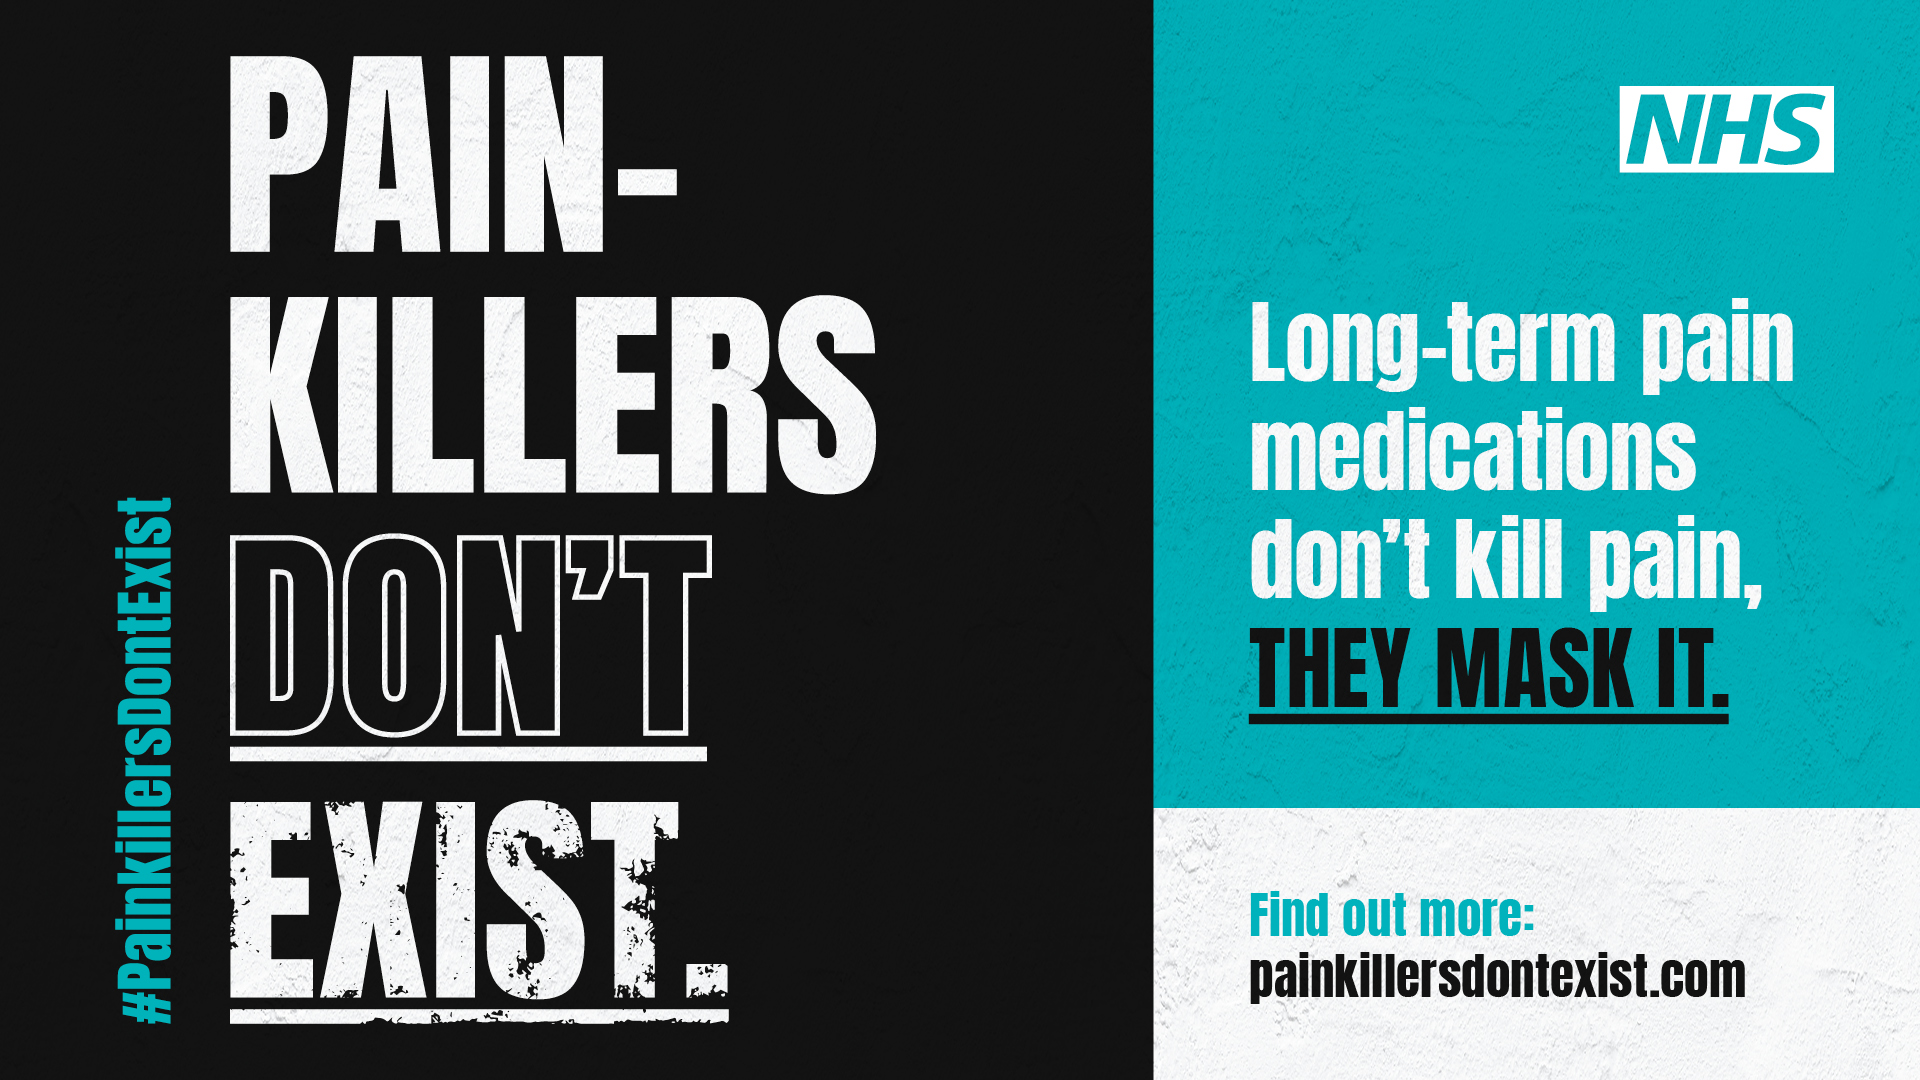 PAIN-
KILLERS
DON'T
EXIST.
#PainkillersDontExist
NHS
Long-term pain
medications
don't kill pain,
THEY MASK IT.
Find out more:
painkillersdontexist.com